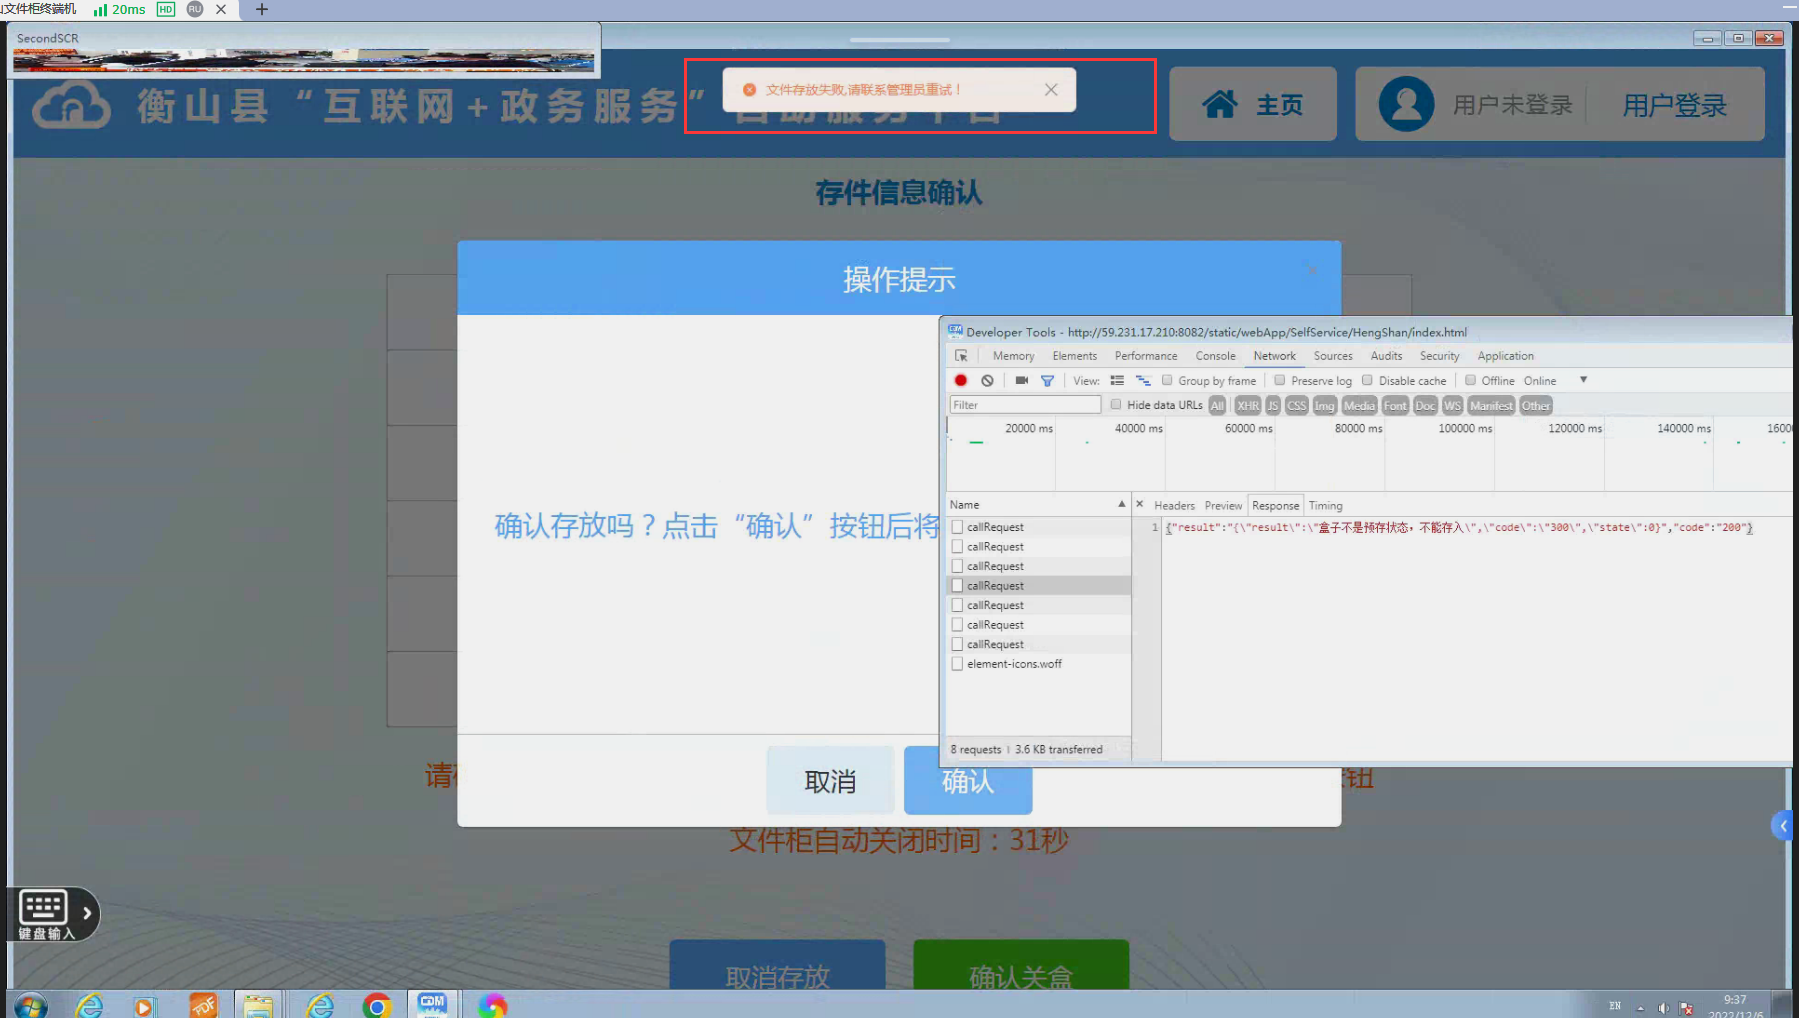 文件柜终端机 20ms HD RU
SecondSCR
衡山县“互联网+政务服务”
文件存放失败,请联系管理员重试！
主页
用户未登录
用户登录
存件信息确认
操作提示
确认存放吗？点击“确认”按钮后将
取消
确认
文件柜自动关闭时间：31秒
取消存放
确认关盒
键盘输入
Developer Tools - http://59.231.17.210:8082/static/webApp/SelfService/HengShan/index.html
Memory Elements Performance Console Network Sources Audits Security Application
View: Group by frame Preserve log Disable cache Offline Online
Filter Hide data URLs All XHR JS CSS Img Media Font Doc WS Manifest Other
20000 ms 40000 ms 60000 ms 80000 ms 100000 ms 120000 ms 140000 ms 1600
Name
Headers Preview Response Timing
callRequest
callRequest
callRequest
callRequest
callRequest
callRequest
callRequest
element-icons.woff
1 {"result":"{\"result\":\"盒子不是预存状态，不能存入\",\"code\":\"300\",\"state\":0}","code":"200"}
8 requests | 3.6 KB transferred
EN
9:37
2022/12/6